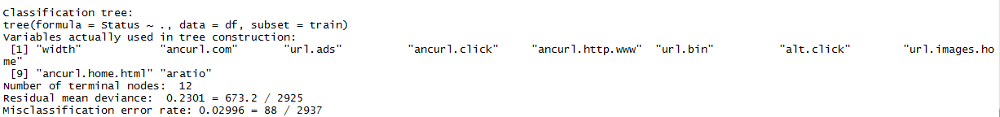 Classification tree:
tree(formula = Status ~ ., data = df, subset = train)
Variables actually used in tree construction:
 [1] "width"            "ancurl.com"       "url.ads"          "ancurl.click"     "ancurl.http.www"  "url.bin"          "alt.click"        "url.images.ho
me"
 [9] "ancurl.home.html" "aratio"
Number of terminal nodes:  12
Residual mean deviance:  0.2301 = 673.2 / 2925
Misclassification error rate: 0.02996 = 88 / 2937